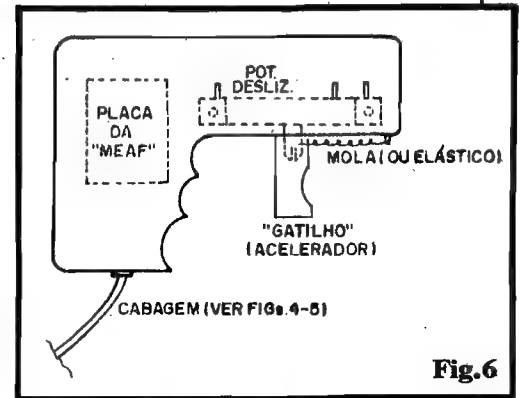 POT.
DESLIZ.
PLACA
DA
"MEAF"
MOLA (OU ELÁSTICO)
"GATILHO"
(ACELERADOR)
CABAGEM (VER FIGs. 4-5)
Fig.6